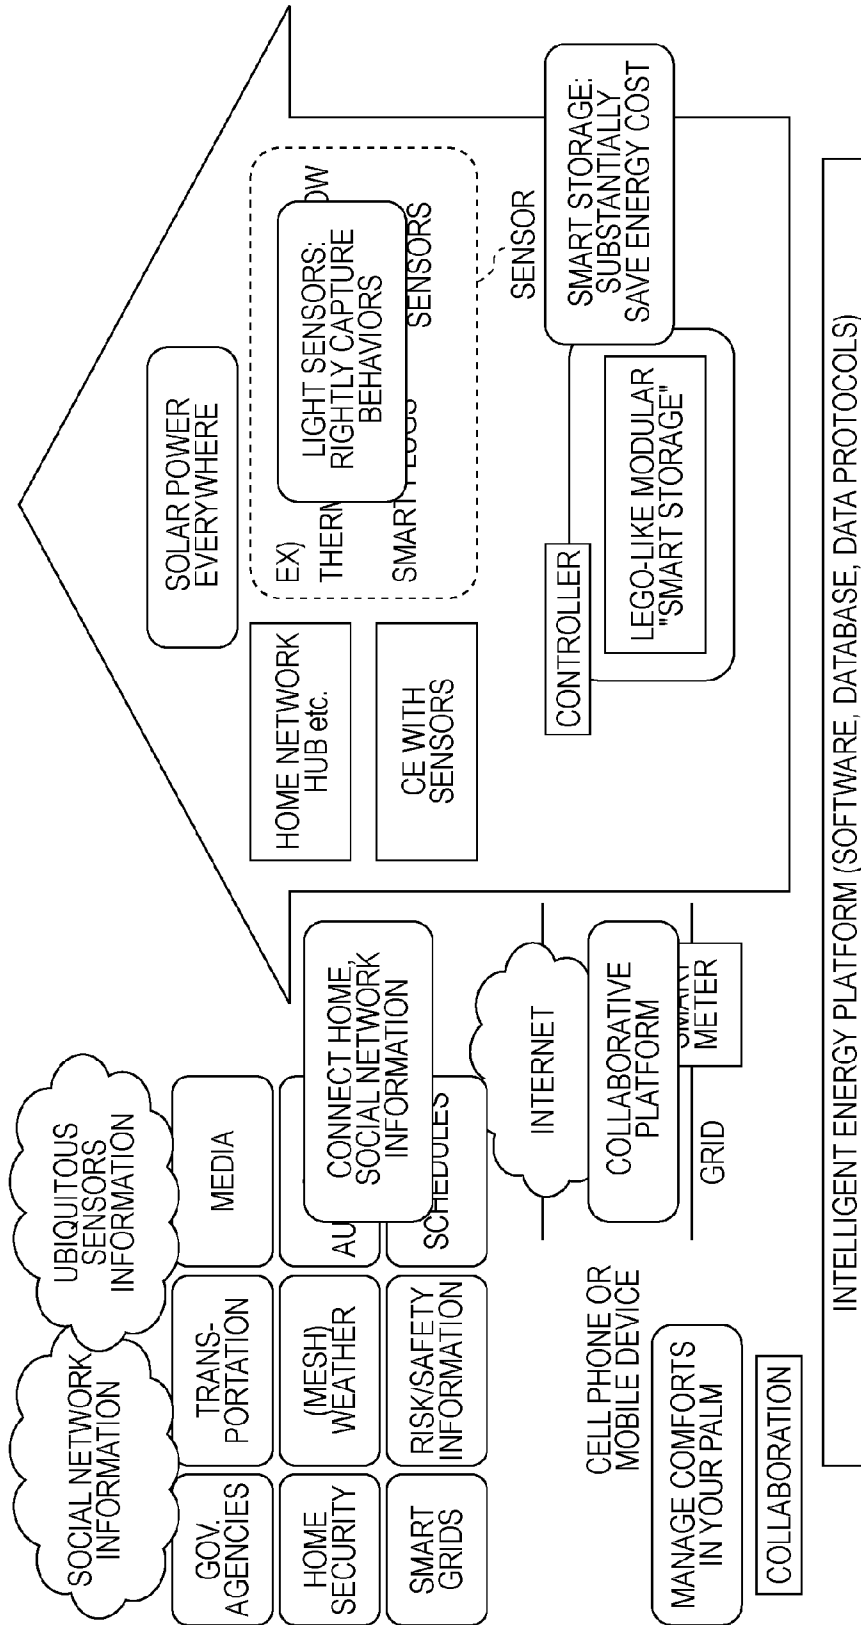 SOCIAL NETWORK
INFORMATION
UBIQUITOUS
SENSORS
INFORMATION
GOV.
AGENCIES
TRANS-
PORTATION
MEDIA
HOME
SECURITY
(MESH)
WEATHER
SMART
GRIDS
RISK/SAFETY
INFORMATION
SCHEDULES
CONNECT HOME,
SOCIAL NETWORK
INFORMATION
CELL PHONE OR
MOBILE DEVICE
MANAGE COMFORTS
IN YOUR PALM
COLLABORATION
INTERNET
COLLABORATIVE
PLATFORM
METER
GRID
SOLAR POWER
EVERYWHERE
HOME NETWORK
HUB etc.
CE WITH
SENSORS
EX)
LIGHT SENSORS:
RIGHTLY CAPTURE
BEHAVIORS
SENSORS
SENSOR
CONTROLLER
LEGO-LIKE MODULAR
"SMART STORAGE"
SMART STORAGE:
SUBSTANTIALLY
SAVE ENERGY COST
INTELLIGENT ENERGY PLATFORM (SOFTWARE, DATABASE, DATA PROTOCOLS)